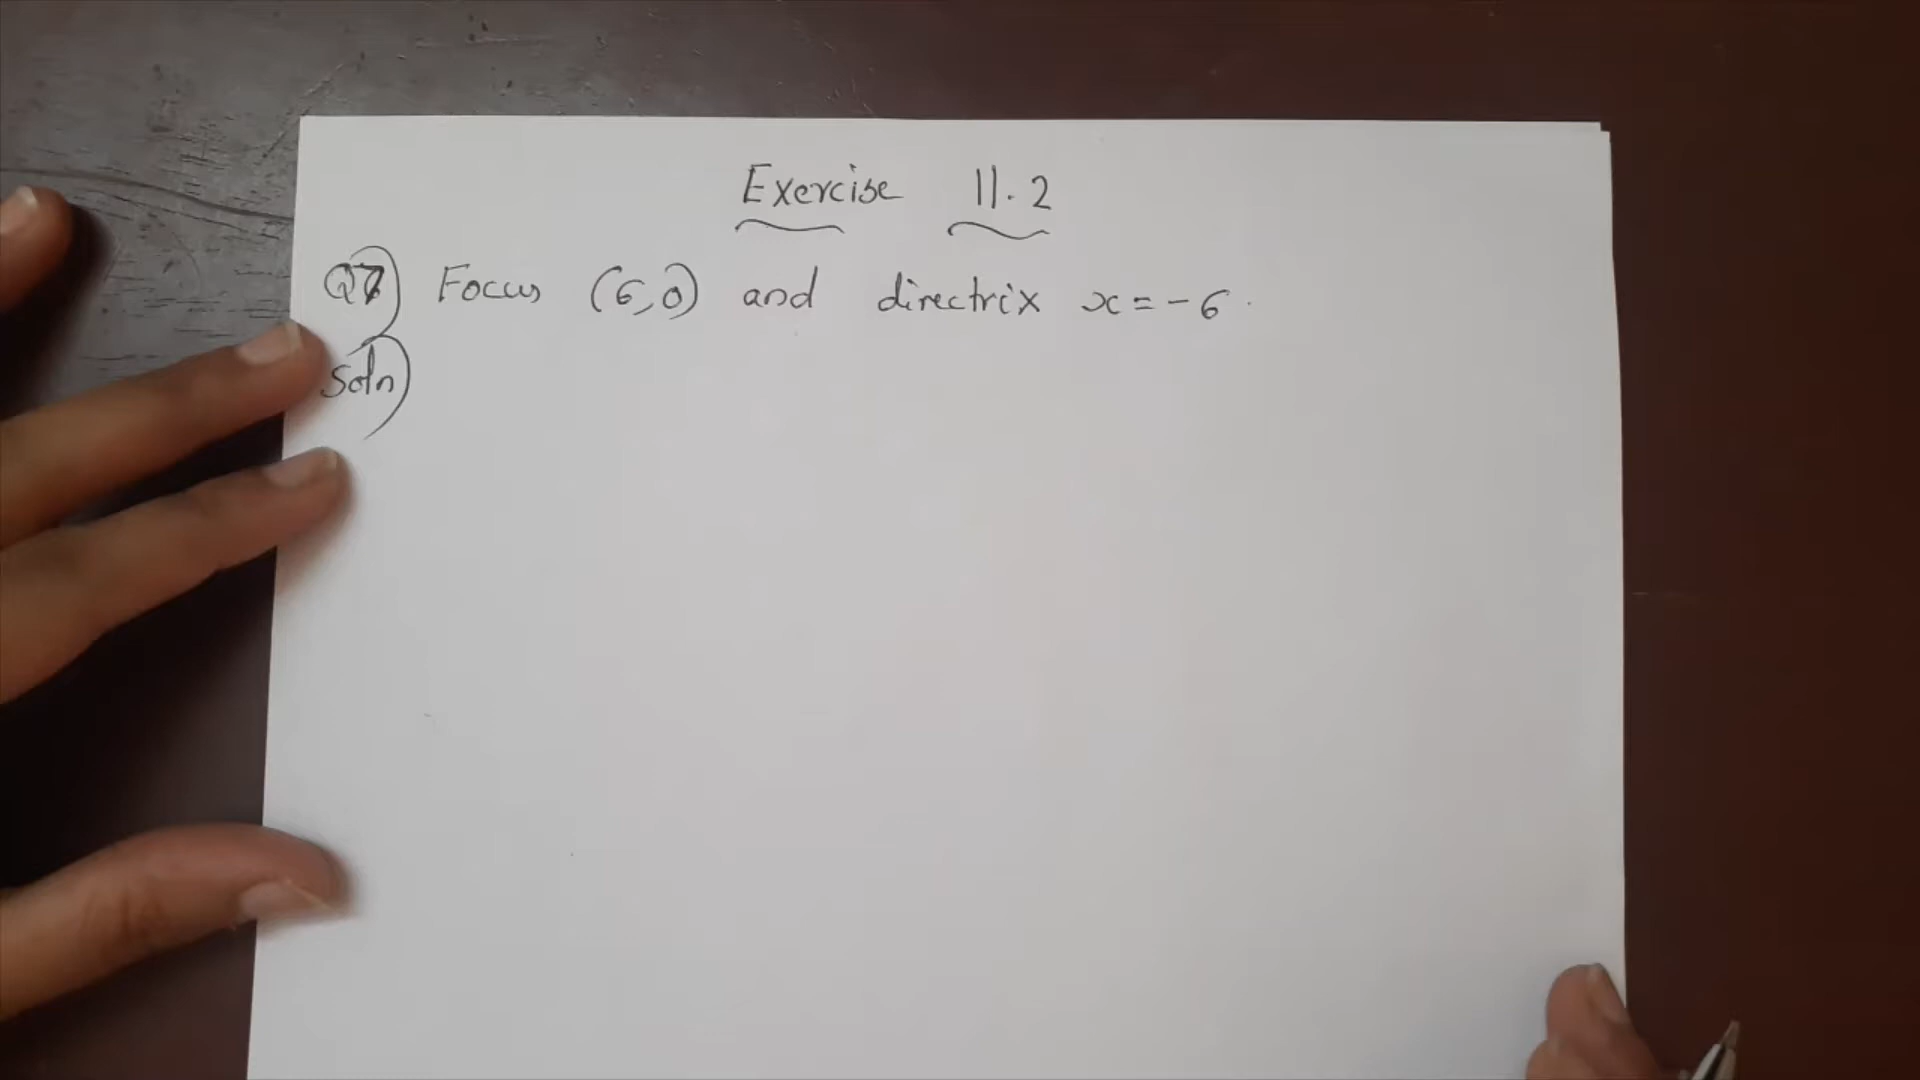 Exercise 11.2
Q7) Focus (6,0) and directrix x = -6.
Soln)